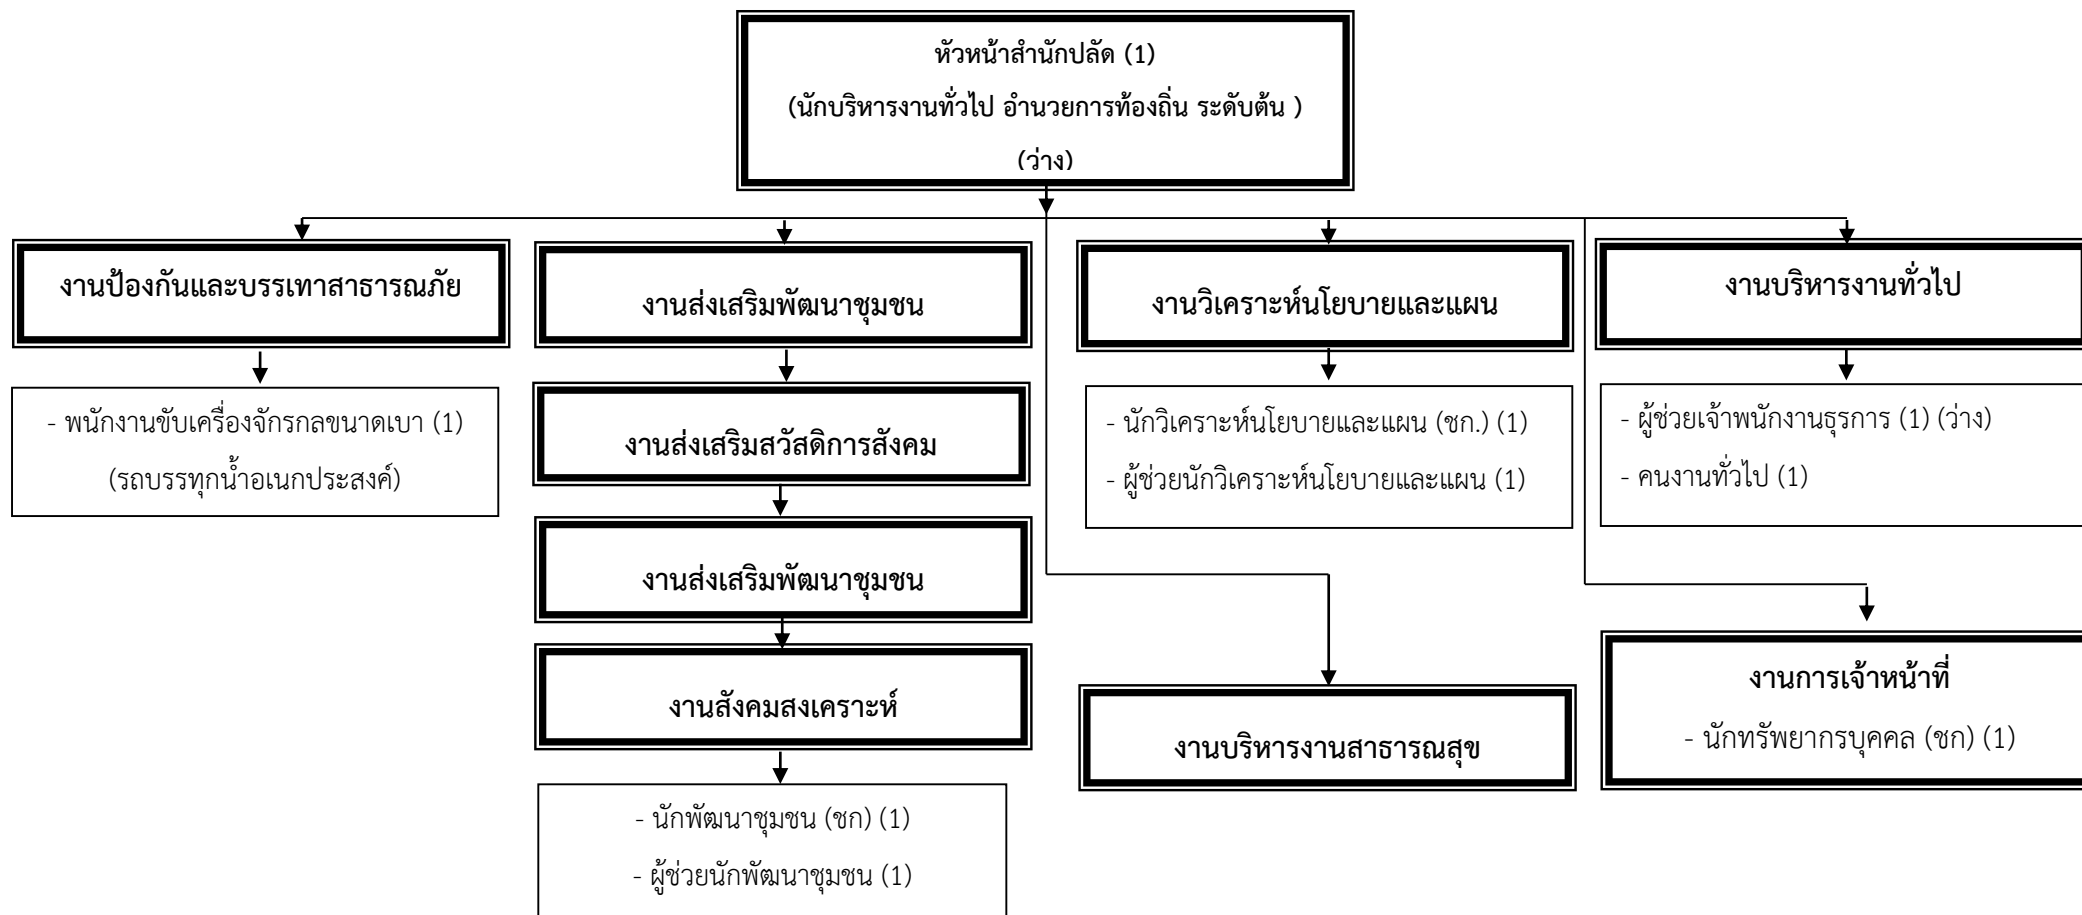 หัวหน้าสำนักปลัด (1)
(นักบริหารงานทั่วไป อำนวยการท้องถิ่น ระดับต้น )
(ว่าง)
งานป้องกันและบรรเทาสาธารณภัย
- พนักงานขับเครื่องจักรกลขนาดเบา (1)
(รถบรรทุกน้ำอเนกประสงค์)
งานส่งเสริมพัฒนาชุมชน
งานส่งเสริมสวัสดิการสังคม
งานส่งเสริมพัฒนาชุมชน
งานสังคมสงเคราะห์
- นักพัฒนาชุมชน (ชก) (1)
- ผู้ช่วยนักพัฒนาชุมชน (1)
งานวิเคราะห์นโยบายและแผน
- นักวิเคราะห์นโยบายและแผน (ชก.) (1)
- ผู้ช่วยนักวิเคราะห์นโยบายและแผน (1)
งานบริหารงานสาธารณสุข
งานบริหารงานทั่วไป
- ผู้ช่วยเจ้าพนักงานธุรการ (1) (ว่าง)
- คนงานทั่วไป (1)
งานการเจ้าหน้าที่
- นักทรัพยากรบุคคล (ชก) (1)